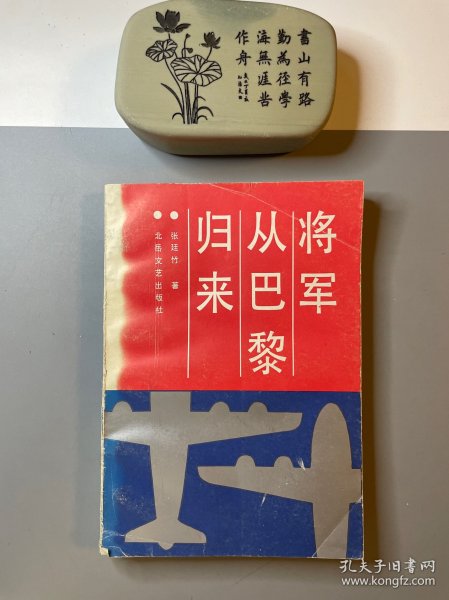 書山有路
勤為徑學
海無涯苦
作舟
将军
从巴黎
归来
张廷竹 著
北岳文艺出版社
孔夫子旧书网
www.kongfz.com